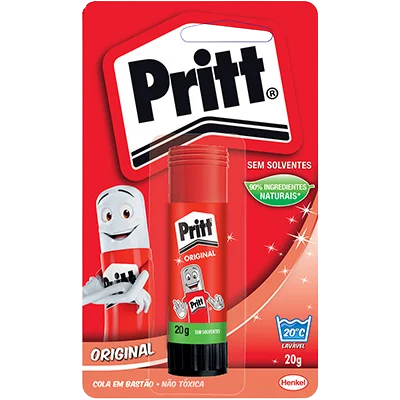 Pritt®
SEM SOLVENTES
90% INGREDIENTES
NATURAIS*
Pritt
ORIGINAL
Pritt
20g
SEM SOLVENTES
20°C
LAVÁVEL
ORIGINAL
20g
COLA EM BASTÃO • NÃO TÓXICA
Henkel